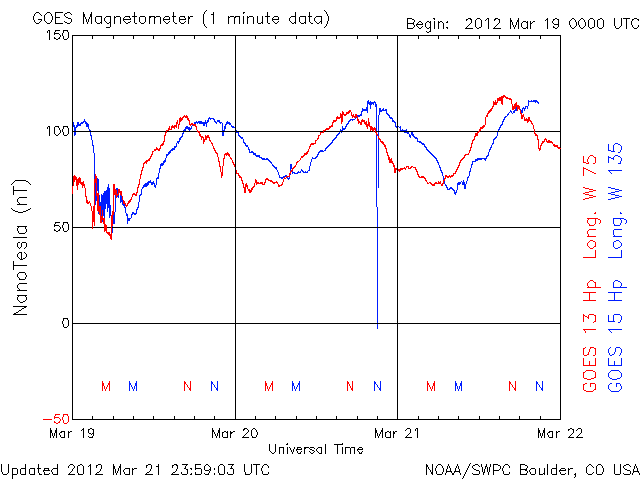 GOES Magnetometer (1 minute data)
Begin: 2012 Mar 19 0000 UTC
150
100
50
0
-50
NanoTesla (nT)
M M N N M M N N M M N N
Mar 19 Mar 20 Mar 21 Mar 22
Universal Time
GOES 13 Hp Long. W 75
GOES 15 Hp Long. W 135
Updated 2012 Mar 21 23:59:03 UTC
NOAA/SWPC Boulder, CO USA